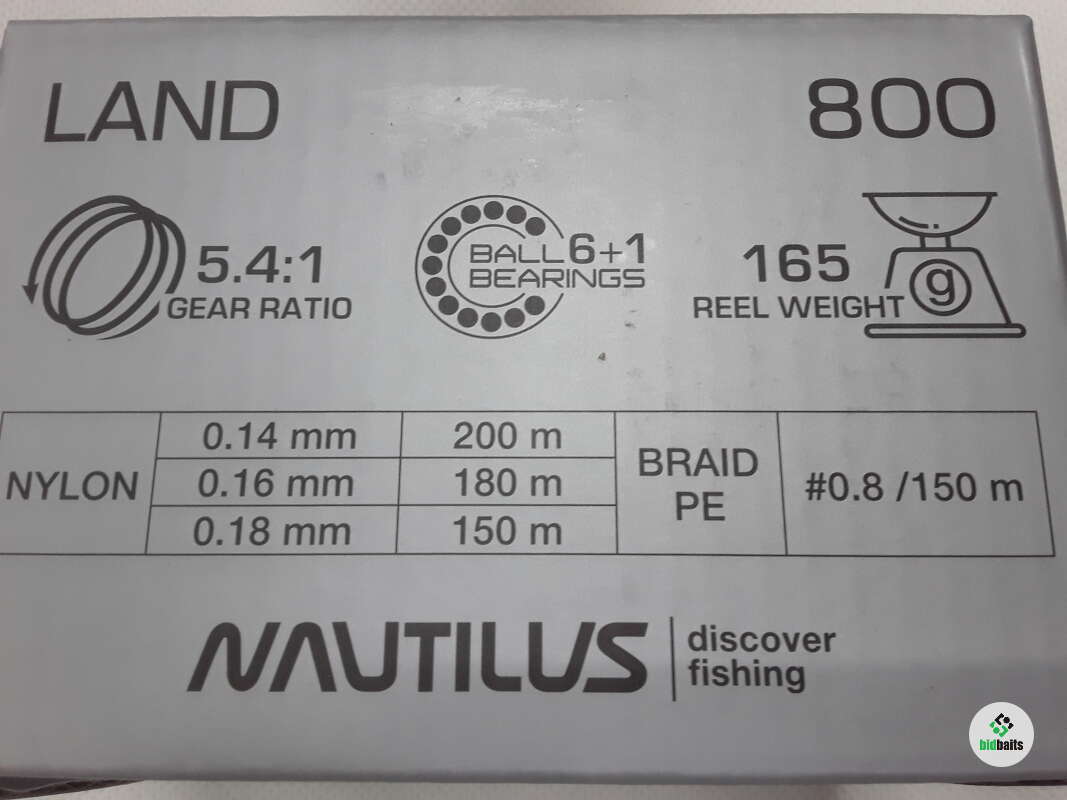 LAND 800
5.4:1
GEAR RATIO
BALL 6+1
BEARINGS
165
REEL WEIGHT
g
NYLON
0.14 mm 200 m
0.16 mm 180 m
0.18 mm 150 m
BRAID
PE
#0.8 /150 m
NAUTILUS
discover
fishing
bidbaits